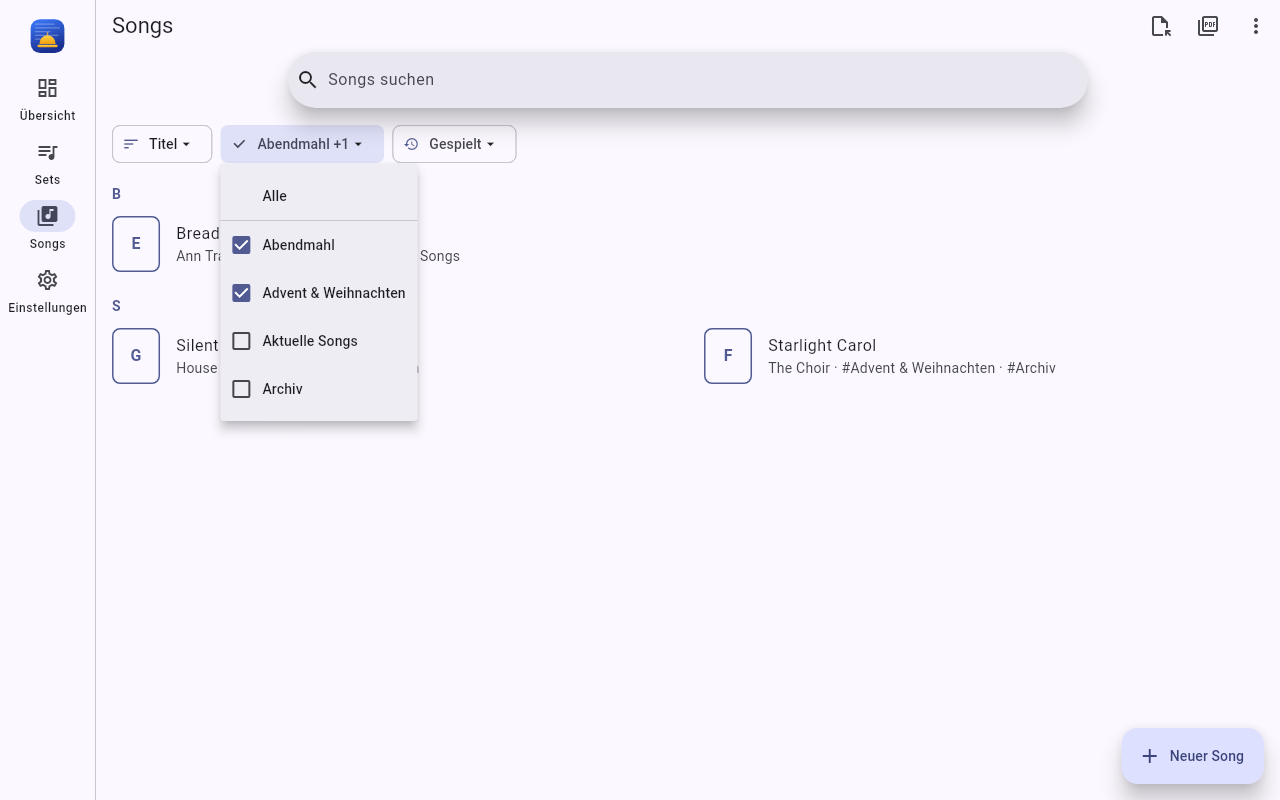 Songs
PDF
Songs suchen
Übersicht
Sets
Songs
Einstellungen
Titel
Abendmahl +1
Gespielt
Alle
Abendmahl
Advent & Weihnachten
Aktuelle Songs
Archiv
B
E
Bread
Ann
Songs
S
G
Silent
House
F
Starlight Carol
The Choir · #Advent & Weihnachten · #Archiv
Neuer Song